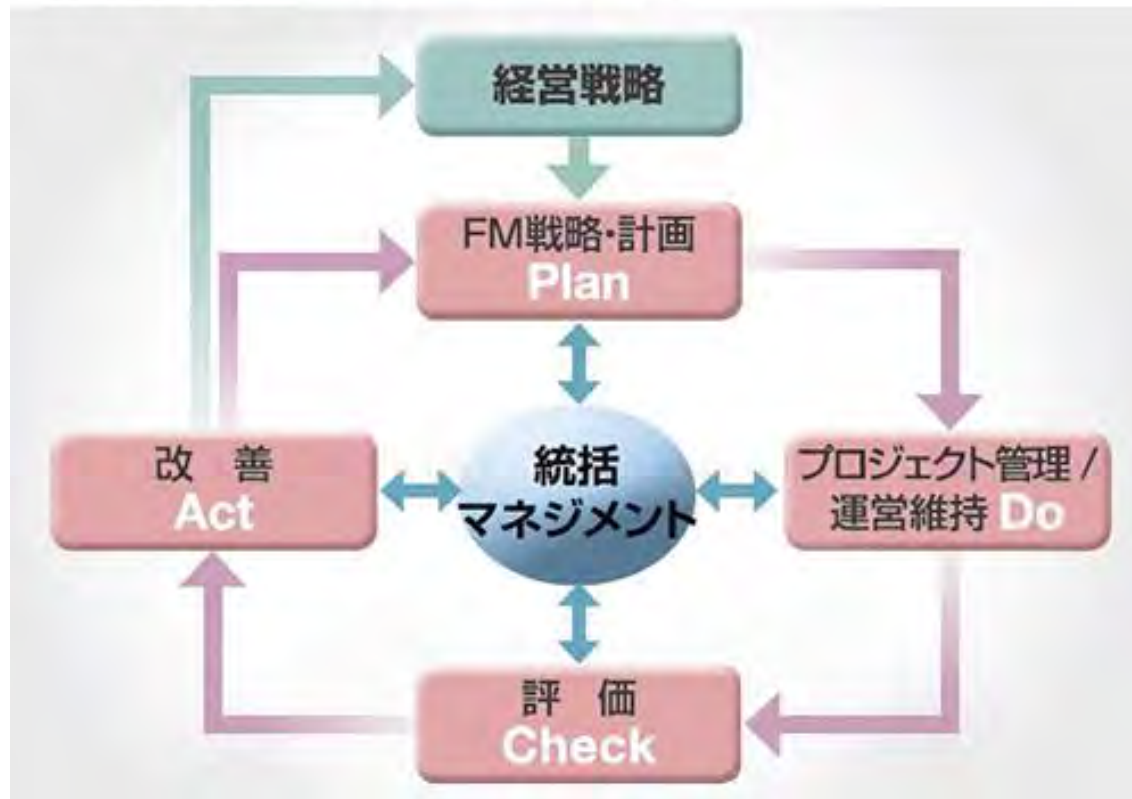 経営戦略
FM戦略・計画
Plan
改 善
Act
統括
マネジメント
プロジェクト管理/
運営維持 Do
評 価
Check